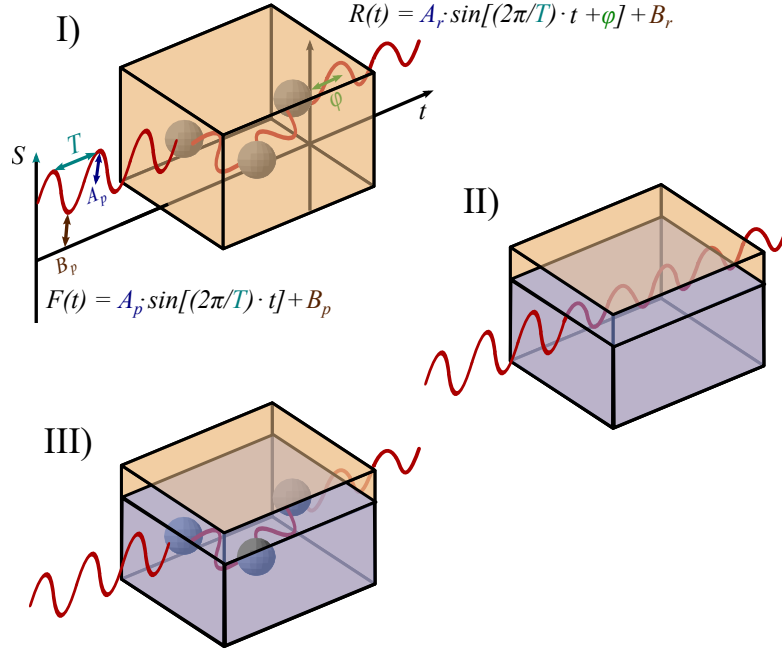 I)
R(t) = Aᵣ·sin[(2π/T)·t+φ]+Bᵣ
S
T
Aₚ
Bₚ
φ
t
F(t) = Aₚ·sin[(2π/T)·t]+Bₚ
II)
III)